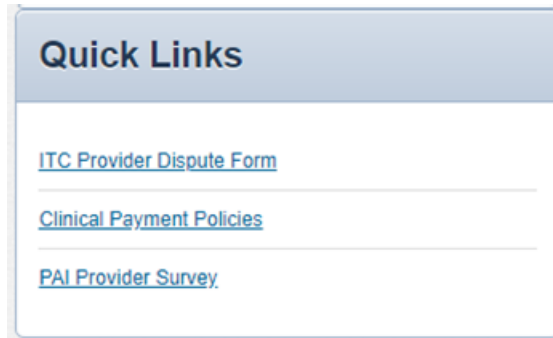 Quick Links
ITC Provider Dispute Form
Clinical Payment Policies
PAI Provider Survey